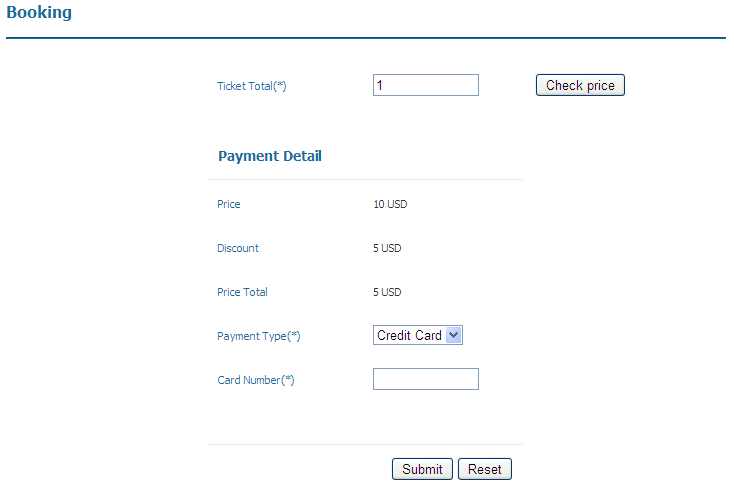 Booking
Ticket Total(*) 1 Check price
Payment Detail
Price 10 USD
Discount 5 USD
Price Total 5 USD
Payment Type(*) Credit Card
Card Number(*)
Submit Reset